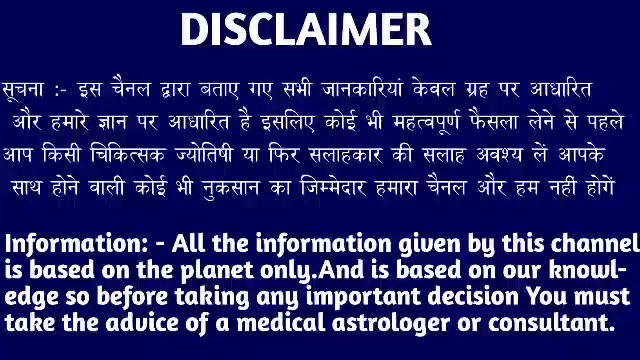 DISCLAIMER
सूचना :- इस चैनल द्वारा बताए गए सभी जानकारियां केवल ग्रह पर आधारित
और हमारे ज्ञान पर आधारित है इसलिए कोई भी महत्वपूर्ण फैसला लेने से पहले
आप किसी चिकित्सक ज्योतिषी या फिर सलाहकार की सलाह अवश्य लें आपके
साथ होने वाली कोई भी नुकसान का जिम्मेदार हमारा चैनल और हम नहीं होगें
Information: - All the information given by this channel
is based on the planet only.And is based on our knowl-
edge so before taking any important decision You must
take the advice of a medical astrologer or consultant.